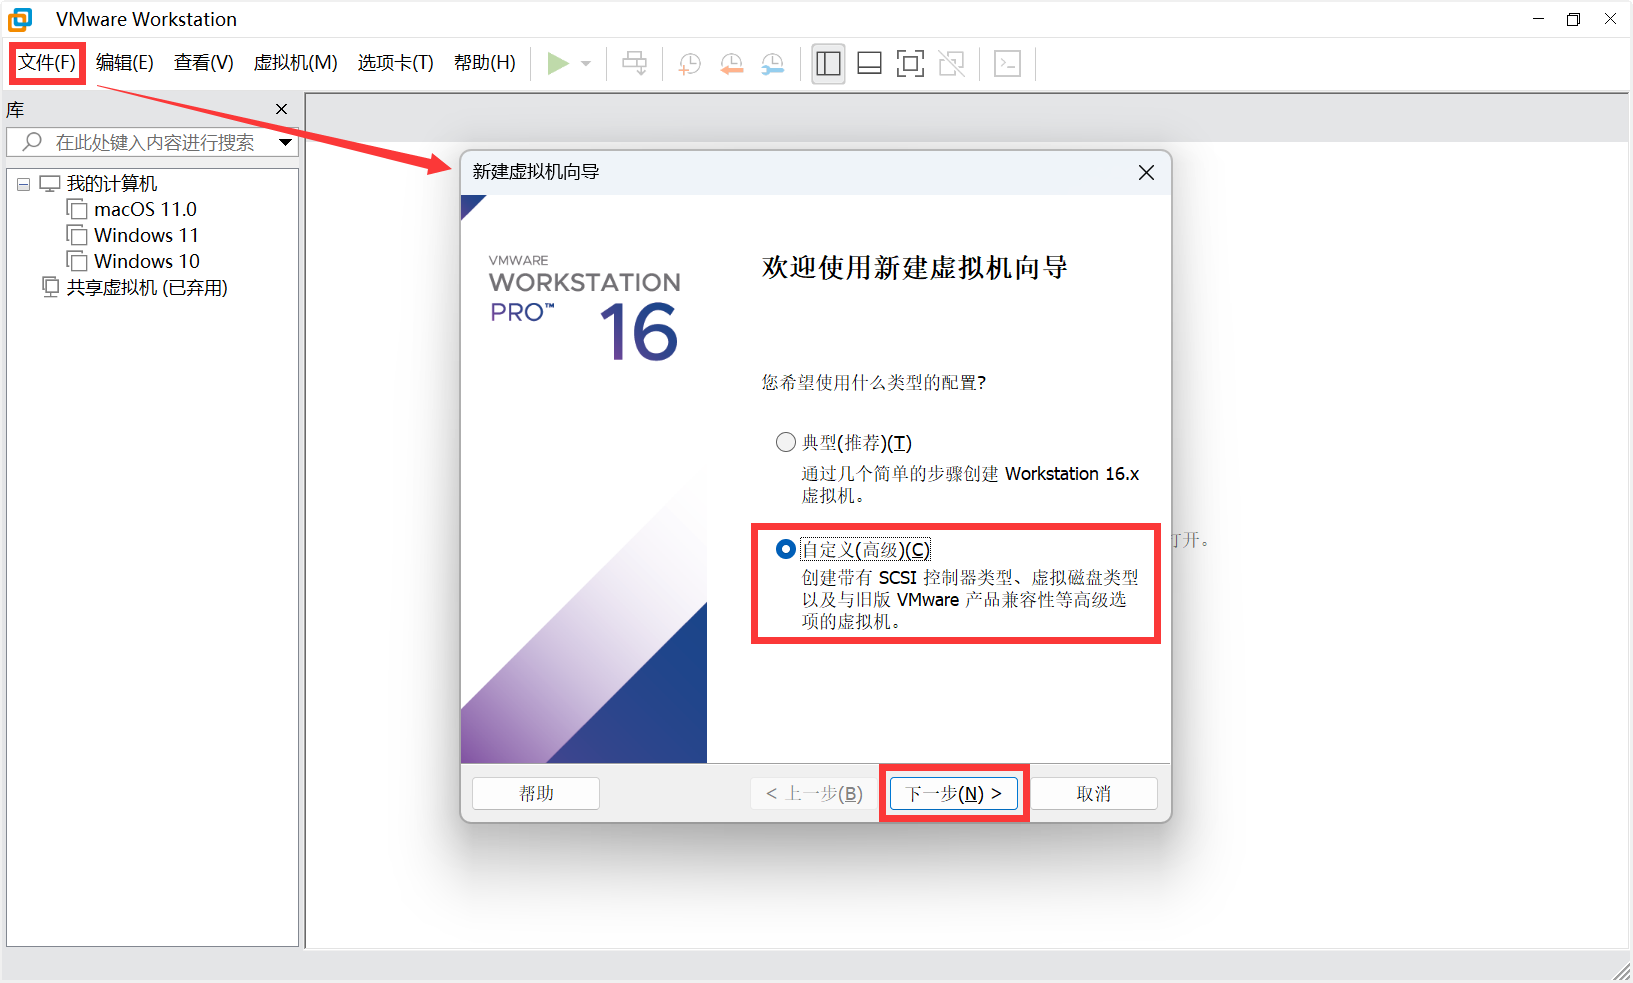 VMware Workstation
文件(F) 编辑(E) 查看(V) 虚拟机(M) 选项卡(T) 帮助(H)
库
在此处键入内容进行搜索
我的计算机
macOS 11.0
Windows 11
Windows 10
共享虚拟机 (已弃用)
新建虚拟机向导
VMWARE
WORKSTATION
PRO™
16
欢迎使用新建虚拟机向导
您希望使用什么类型的配置?
典型(推荐)(T)
通过几个简单的步骤创建 Workstation 16.x
虚拟机。
自定义(高级)(C)
创建带有 SCSI 控制器类型、虚拟磁盘类型
以及与旧版 VMware 产品兼容性等高级选
项的虚拟机。
打开。
帮助
< 上一步(B)
下一步(N) >
取消